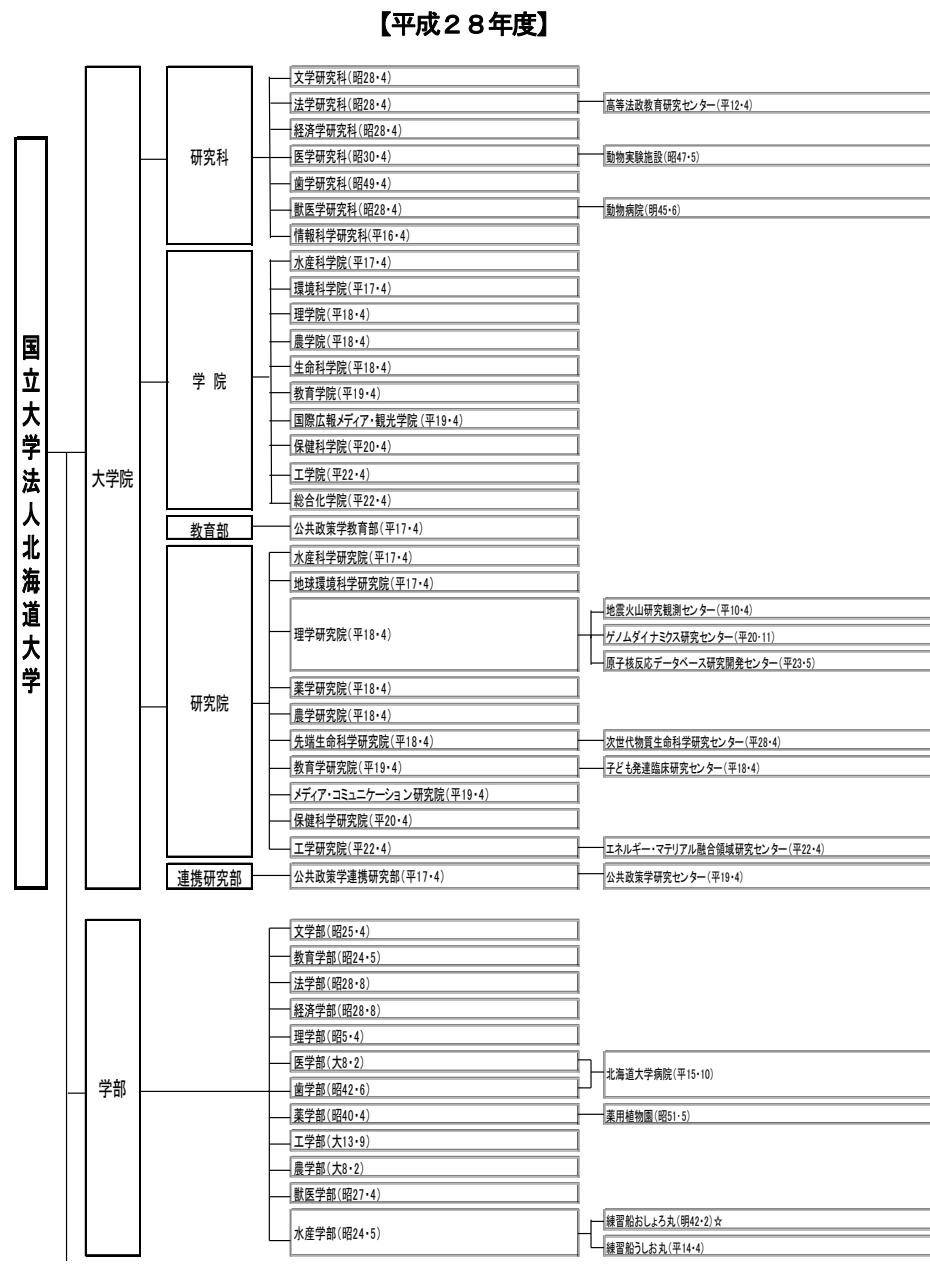 【平成２８年度】
国立大学法人北海道大学
大学院
研究科
文学研究科(昭28・4)
法学研究科(昭28・4)
高等法政教育研究センター(平12・4)
経済学研究科(昭28・4)
医学研究科(昭30・4)
動物実験施設(昭47・5)
歯学研究科(昭49・4)
獣医学研究科(昭28・4)
動物病院(明45・6)
情報科学研究科(平16・4)
学 院
水産科学院(平17・4)
環境科学院(平17・4)
理学院(平18・4)
農学院(平18・4)
生命科学院(平18・4)
教育学院(平19・4)
国際広報メディア・観光学院(平19・4)
保健科学院(平20・4)
工学院(平22・4)
総合化学院(平22・4)
教育部
公共政策学教育部(平17・4)
研究院
水産科学研究院(平17・4)
地球環境科学研究院(平17・4)
理学研究院(平18・4)
地震火山研究観測センター(平10・4)
ゲノムダイナミクス研究センター(平20・11)
原子核反応データベース研究開発センター(平23・5)
薬学研究院(平18・4)
農学研究院(平18・4)
先端生命科学研究院(平18・4)
次世代物質生命科学研究センター(平28・4)
教育学研究院(平19・4)
子ども発達臨床研究センター(平18・4)
メディア・コミュニケーション研究院(平19・4)
保健科学研究院(平20・4)
工学研究院(平22・4)
エネルギー・マテリアル融合領域研究センター(平22・4)
連携研究部
公共政策学連携研究部(平17・4)
公共政策学研究センター(平19・4)
学部
文学部(昭25・4)
教育学部(昭24・5)
法学部(昭28・8)
経済学部(昭28・8)
理学部(昭5・4)
医学部(大8・2)
北海道大学病院(平15・10)
歯学部(昭42・6)
薬学部(昭40・4)
薬用植物園(昭51・5)
工学部(大13・9)
農学部(大8・2)
獣医学部(昭27・4)
水産学部(昭24・5)
練習船おしょろ丸(明42・2)☆
練習船うしお丸(平14・4)